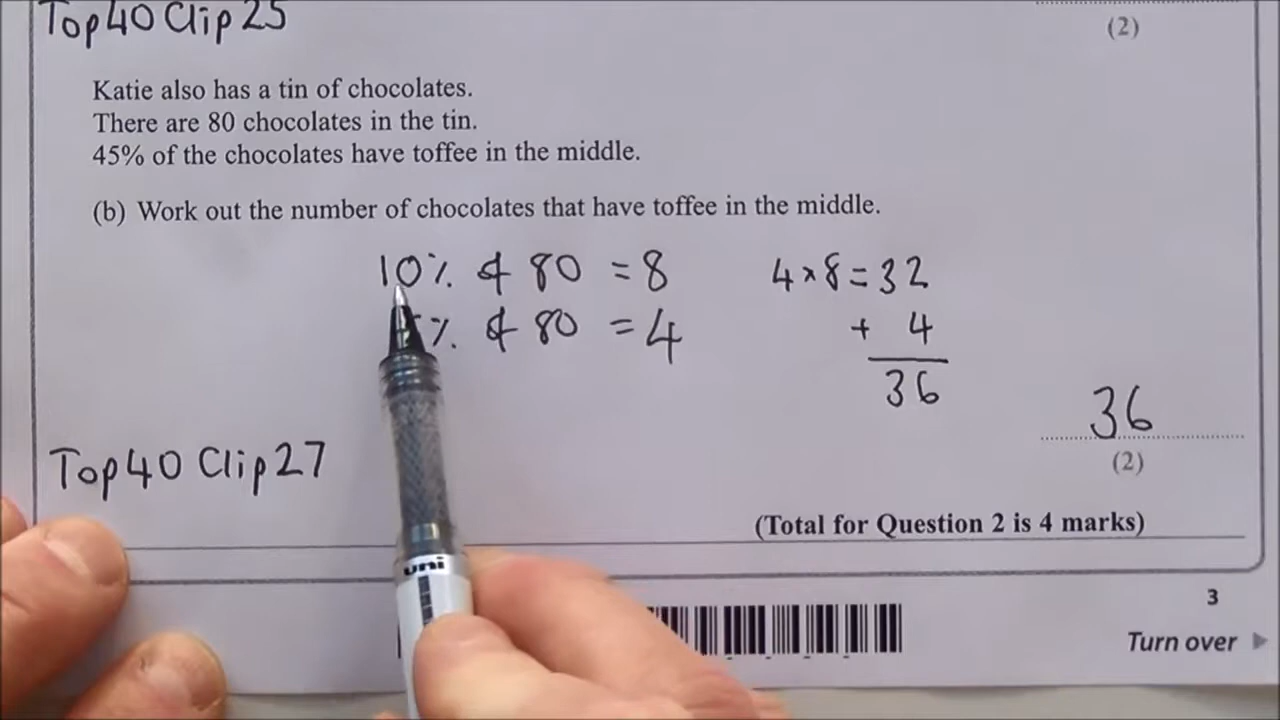 Top40 Clip 25
(2)
Katie also has a tin of chocolates.
There are 80 chocolates in the tin.
45% of the chocolates have toffee in the middle.
(b) Work out the number of chocolates that have toffee in the middle.
10% of 80 = 8
% of 80 = 4
4 × 8 = 32
+ 4
36
36
(2)
Top40 Clip 27
(Total for Question 2 is 4 marks)
uni
3
Turn over